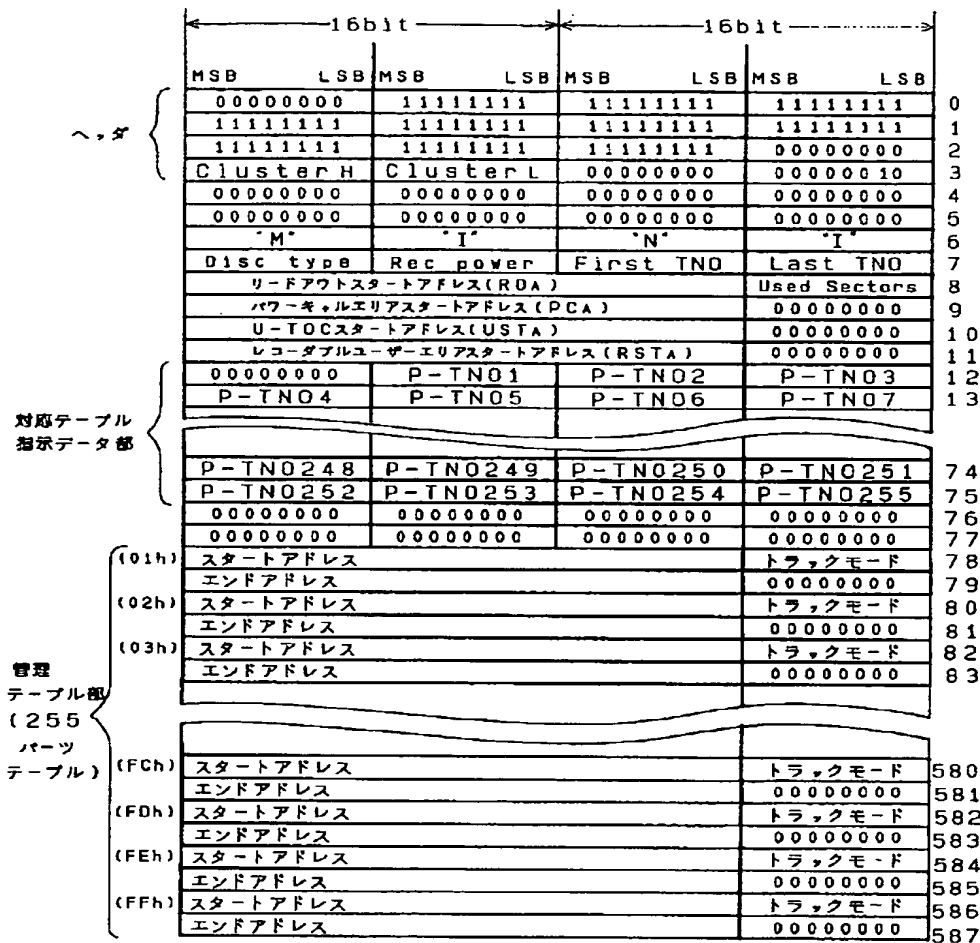 16bit 16bit
MSB LSB MSB LSB MSB LSB MSB LSB
ヘッダ
00000000 11111111 11111111 11111111 0
11111111 11111111 11111111 11111111 1
11111111 11111111 11111111 00000000 2
ClusterH ClusterL 00000000 00000010 3
00000000 00000000 00000000 00000000 4
00000000 00000000 00000000 00000000 5
"M" "I" "N" "I" 6
Disc type Rec power First TNO Last TNO 7
リードアウトスタートアドレス(ROA) Used Sectors 8
パワーキャルエリアスタートアドレス(PCA) 00000000 9
U-TOCスタートアドレス(USTA) 00000000 10
レコーダブルユーザーエリアスタートアドレス(RSTA) 00000000 11
対応テーブル
指示データ部
00000000 P-TNO1 P-TNO2 P-TNO3 12
P-TNO4 P-TNO5 P-TNO6 P-TNO7 13
P-TNO248 P-TNO249 P-TNO250 P-TNO251 74
P-TNO252 P-TNO253 P-TNO254 P-TNO255 75
00000000 00000000 00000000 00000000 76
00000000 00000000 00000000 00000000 77
管理
テーブル部
(255
パーツ
テーブル)
(01h) スタートアドレス トラックモード 78
エンドアドレス 00000000 79
(02h) スタートアドレス トラックモード 80
エンドアドレス 00000000 81
(03h) スタートアドレス トラックモード 82
エンドアドレス 00000000 83
(FCh) スタートアドレス トラックモード 580
エンドアドレス 00000000 581
(FDh) スタートアドレス トラックモード 582
エンドアドレス 00000000 583
(FEh) スタートアドレス トラックモード 584
エンドアドレス 00000000 585
(FFh) スタートアドレス トラックモード 586
エンドアドレス 00000000 587